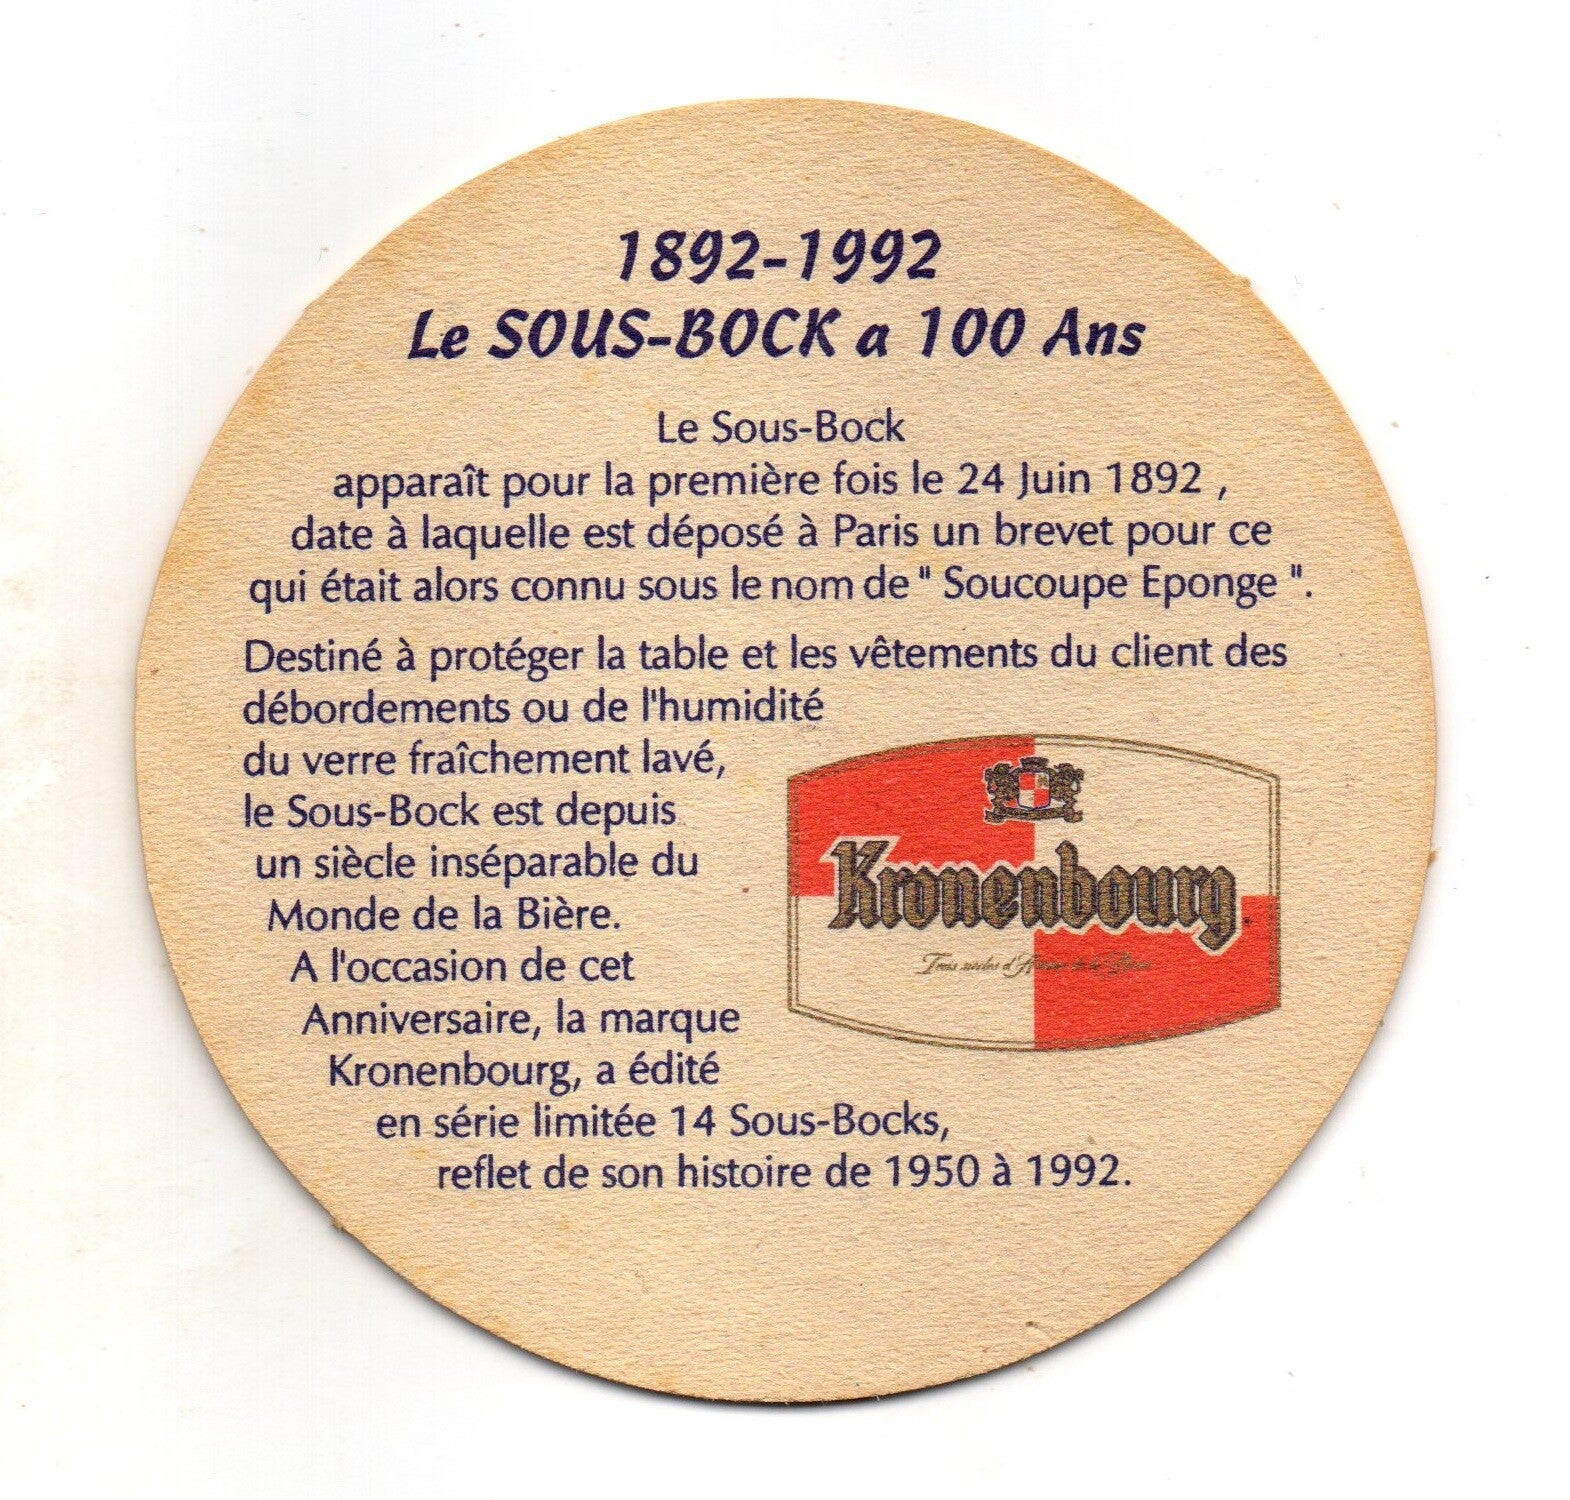 1892-1992
Le SOUS-BOCK a 100 Ans
Le Sous-Bock
apparaît pour la première fois le 24 Juin 1892 ,
date à laquelle est déposé à Paris un brevet pour ce
qui était alors connu sous le nom de " Soucoupe Eponge ".
Destiné à protéger la table et les vêtements du client des
débordements ou de l'humidité
du verre fraîchement lavé,
le Sous-Bock est depuis
un siècle inséparable du
Monde de la Bière.
A l'occasion de cet
Anniversaire, la marque
Kronenbourg, a édité
en série limitée 14 Sous-Bocks,
reflet de son histoire de 1950 à 1992.
Kronenbourg
Trois siècles d'